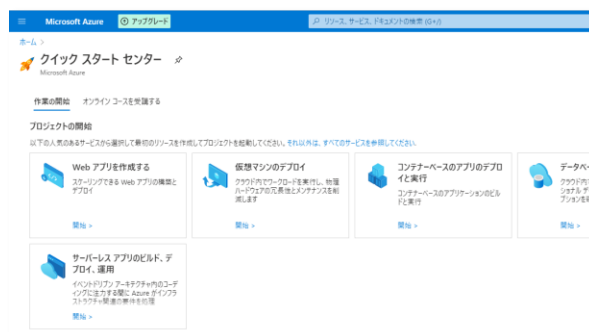 Microsoft Azure
アップグレード
リソース、サービス、ドキュメントの検索 (G+/)
ホーム >
クイック スタート センター
Microsoft Azure
作業の開始 オンライン コースを受講する
プロジェクトの開始
以下の人気のあるサービスから選択して最初のリソースを作成してプロジェクトを起動してください。それ以外は、すべてのサービスを参照してください。
Web アプリを作成する
スケーリングできる Web アプリの構築と
デプロイ
開始 >
仮想マシンのデプロイ
クラウド内でワークロードを実行し、物理
ハードウェアの冗長性とメンテナンスを削
減します
開始 >
コンテナーベースのアプリのデプロ
イと実行
コンテナーベースのアプリケーションのビル
ドと実行
開始 >
データベ
クラウド内
ショナル デ
プションを
開始 >
サーバーレス アプリのビルド、デ
プロイ、運用
イベントドリブン アーキテクチャ内のコーデ
ィングに注力する間に Azure がインフラ
ストラクチャ関連の要件を処理
開始 >